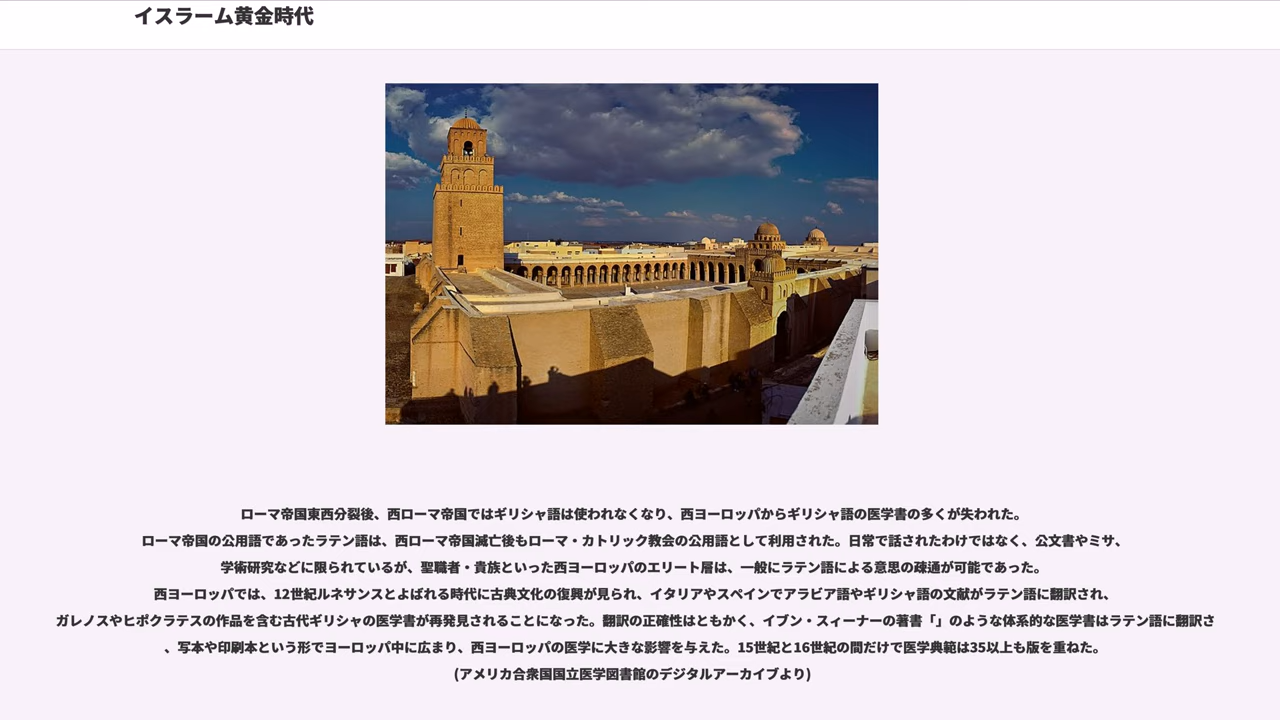 イスラーム黄金時代
ローマ帝国東西分裂後、西ローマ帝国ではギリシャ語は使われなくなり、西ヨーロッパからギリシャ語の医学書の多くが失われた。
ローマ帝国の公用語であったラテン語は、西ローマ帝国滅亡後もローマ・カトリック教会の公用語として利用された。日常で話されたわけではなく、公文書やミサ、
学術研究などに限られているが、聖職者・貴族といった西ヨーロッパのエリート層は、一般にラテン語による意思の疎通が可能であった。
西ヨーロッパでは、12世紀ルネサンスとよばれる時代に古典文化の復興が見られ、イタリアやスペインでアラビア語やギリシャ語の文献がラテン語に翻訳され、
ガレノスやヒポクラテスの作品を含む古代ギリシャの医学書が再発見されることになった。翻訳の正確性はともかく、イブン・スィーナーの著書「」のような体系的な医学書はラテン語に翻訳さ
、写本や印刷本という形でヨーロッパ中に広まり、西ヨーロッパの医学に大きな影響を与えた。15世紀と16世紀の間だけで医学典範は35以上も版を重ねた。
(アメリカ合衆国国立医学図書館のデジタルアーカイブより)